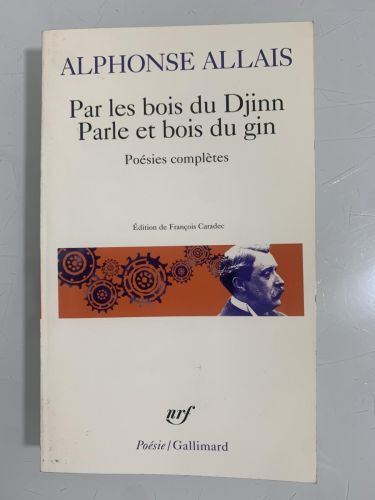 ALPHONSE ALLAIS
Par les bois du Djinn
Parle et bois du gin
Poésies complètes
Édition de François Caradec
nrf
Poésie/Gallimard